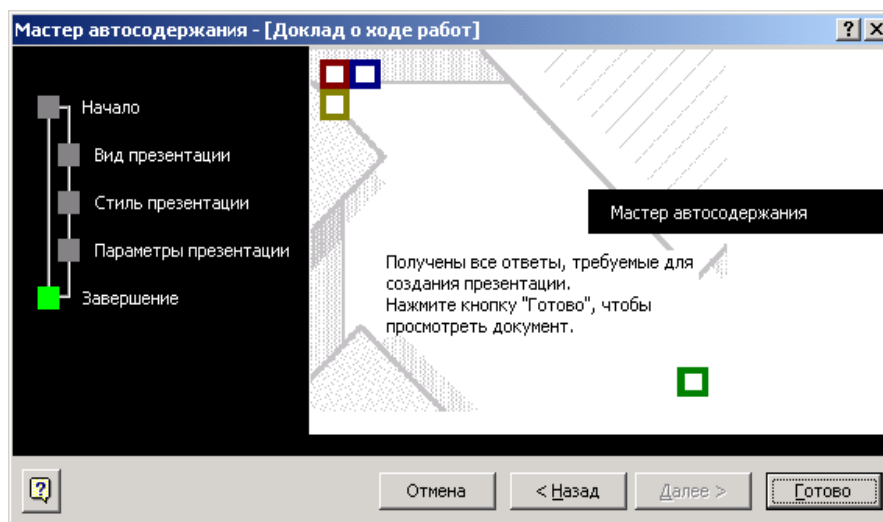 Мастер автосодержания - [Доклад о ходе работ]
Начало
Вид презентации
Стиль презентации
Параметры презентации
Завершение
Мастер автосодержания
Получены все ответы, требуемые для
создания презентации.
Нажмите кнопку "Готово", чтобы
просмотреть документ.
Отмена
< Назад
Далее >
Готово